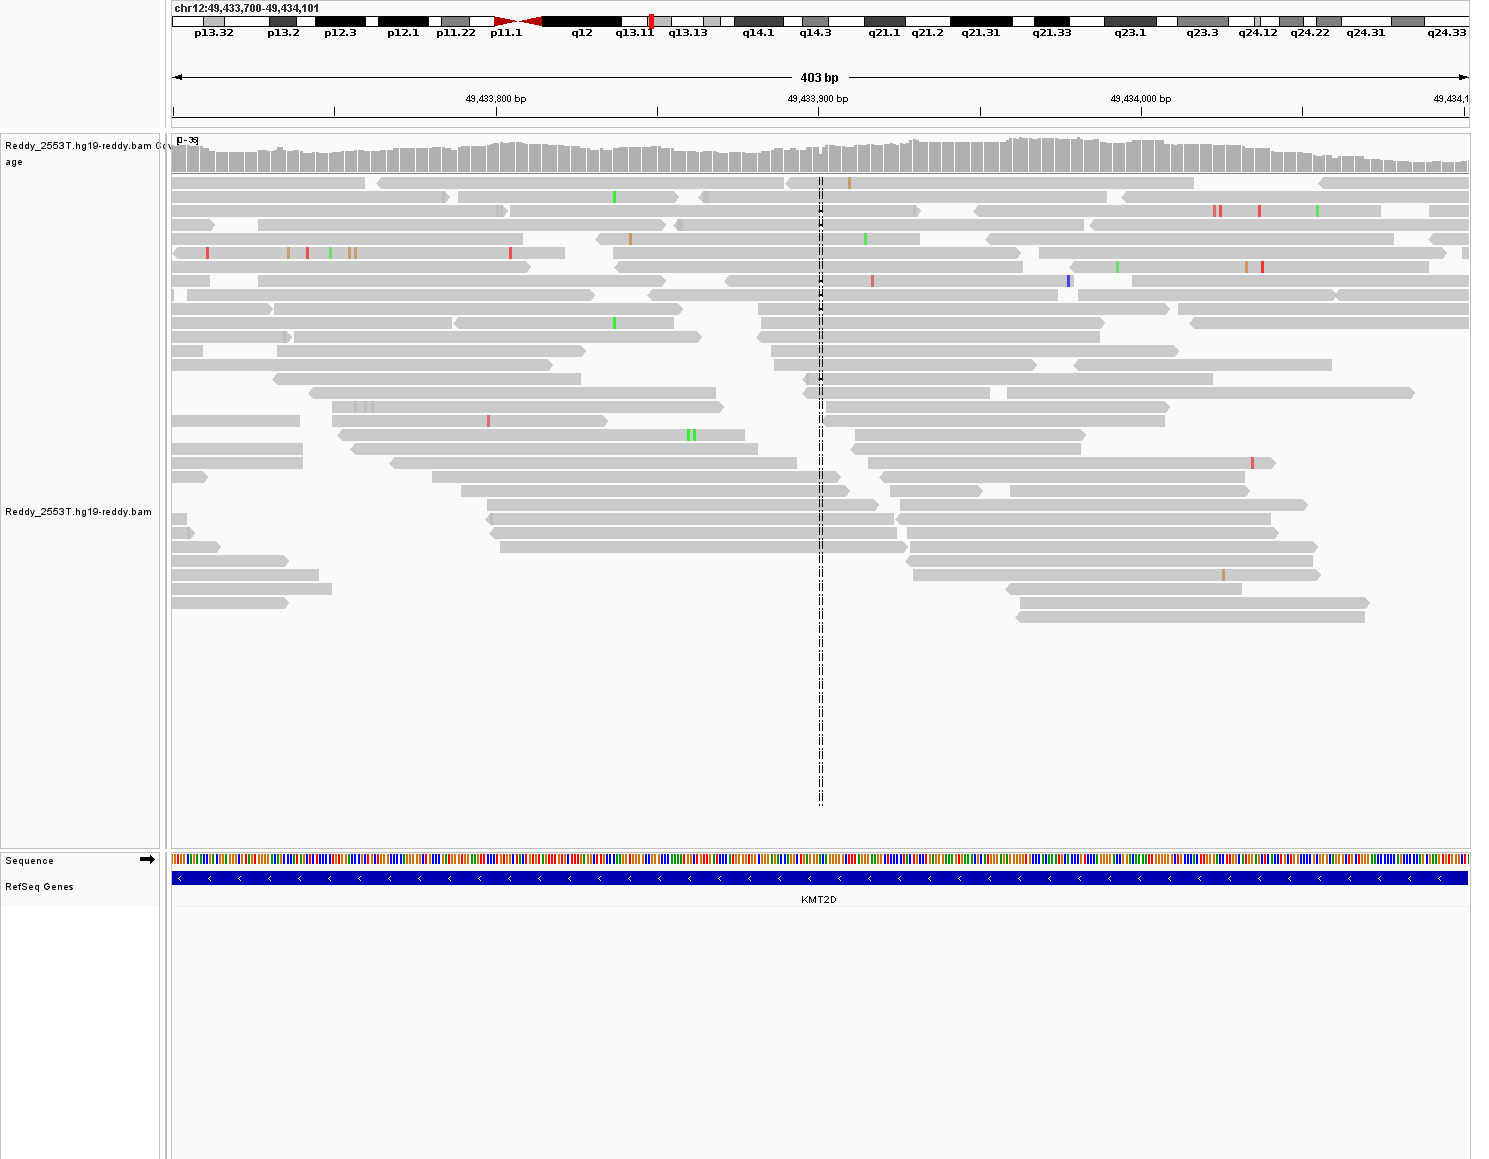 chr12:49,433,700-49,434,101
p13.32 p13.2 p12.3 p12.1 p11.22 p11.1 q12 q13.11 q13.13 q14.1 q14.3 q21.1 q21.2 q21.31 q21.33 q23.1 q23.3 q24.12 q24.22 q24.31 q24.33
403 bp
49,433,800 bp 49,433,900 bp 49,434,000 bp 49,434,1
Reddy_2553T.hg19-reddy.bam Cov
age
[0-35]
Reddy_2553T.hg19-reddy.bam
Sequence
RefSeq Genes
KMT2D